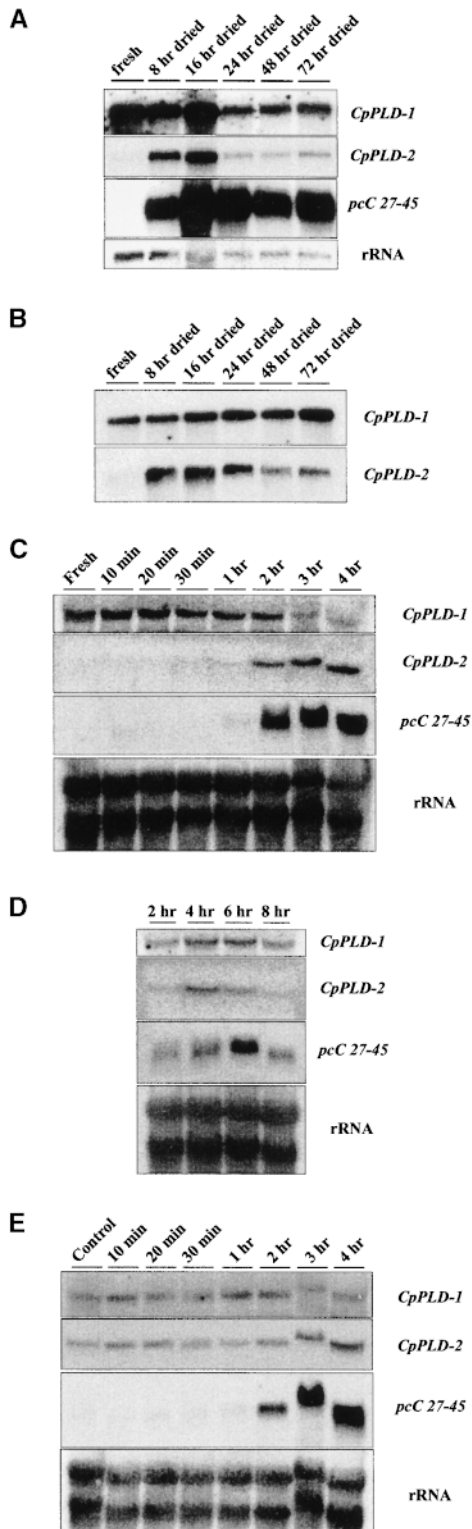 A
fresh 8 hr dried 16 hr dried 24 hr dried 48 hr dried 72 hr dried
CpPLD-1
CpPLD-2
pcC 27-45
rRNA
B
fresh 8 hr dried 16 hr dried 24 hr dried 48 hr dried 72 hr dried
CpPLD-1
CpPLD-2
C
Fresh 10 min 20 min 30 min 1 hr 2 hr 3 hr 4 hr
CpPLD-1
CpPLD-2
pcC 27-45
rRNA
D
2 hr 4 hr 6 hr 8 hr
CpPLD-1
CpPLD-2
pcC 27-45
rRNA
E
Control 10 min 20 min 30 min 1 hr 2 hr 3 hr 4 hr
CpPLD-1
CpPLD-2
pcC 27-45
rRNA